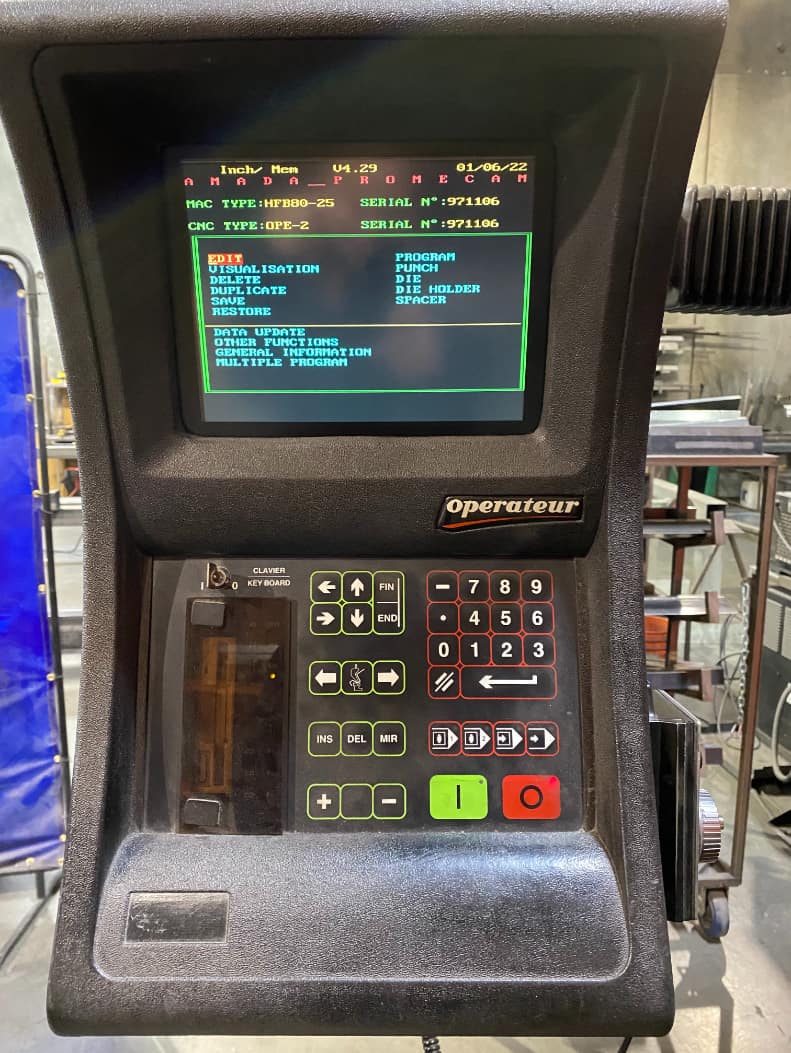 Inch/ Mem V4.29 01/06/22
A M A D A _ P R O M E C A M
MAC TYPE:HFB80-25 SERIAL N°:971106
CNC TYPE:OPE-2 SERIAL N°:971106
EDIT PROGRAM
VISUALISATION PUNCH
DELETE DIE
DUPLICATE DIE HOLDER
SAVE SPACER
RESTORE
DATA UPDATE
OTHER FUNCTIONS
GENERAL INFORMATION
MULTIPLE PROGRAM
Operateur
CLAVIER
I O KEY-BOARD
FIN - 7 8 9
END . 4 5 6
0 1 2 3
INS DEL MIR
+ - I O